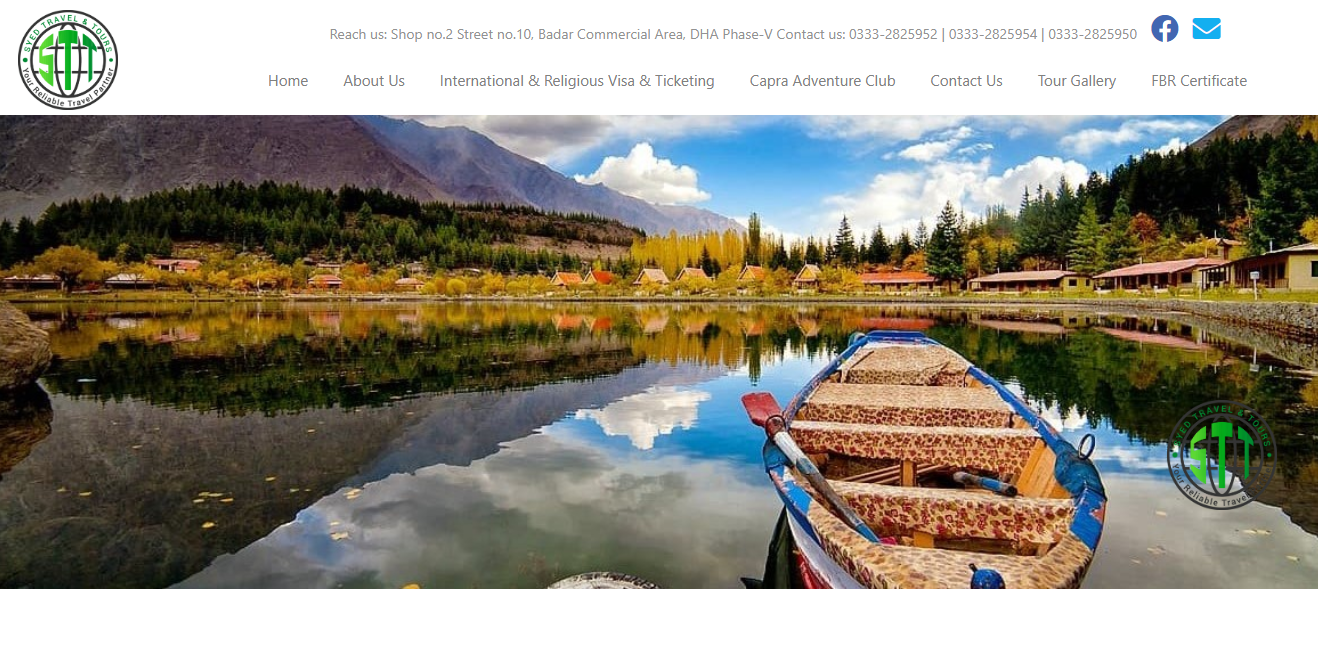 SYED TRAVEL & TOURS
STT
Your Reliable Travel Partner
Reach us: Shop no.2 Street no.10, Badar Commercial Area, DHA Phase-V Contact us: 0333-2825952 | 0333-2825954 | 0333-2825950
Home About Us International & Religious Visa & Ticketing Capra Adventure Club Contact Us Tour Gallery FBR Certificate
SYED TRAVEL & TOURS
STT
Your Reliable Travel